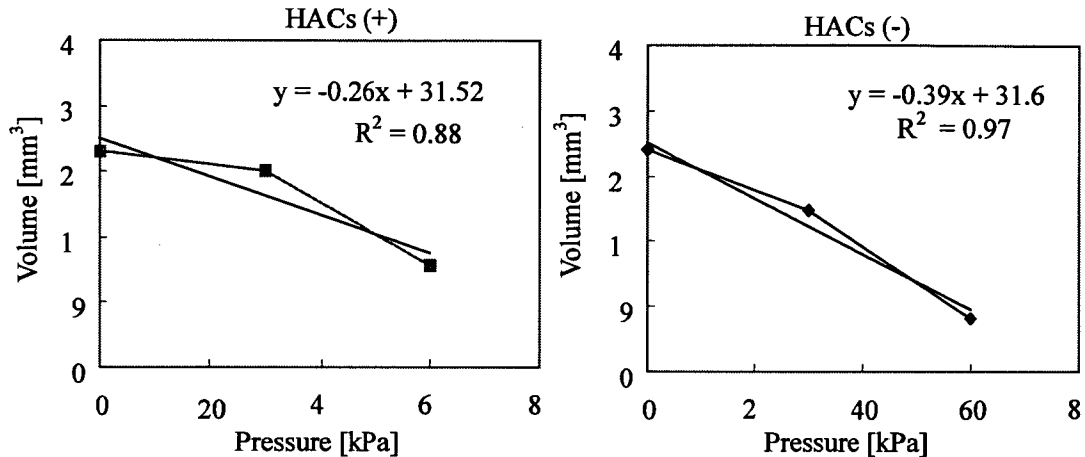 HACs (+)
4
3
2
1
9
0
Volume [mm³]
y = -0.26x + 31.52
R² = 0.88
0 20 4 6 8
Pressure [kPa]
HACs (-)
4
3
2
1
9
0
Volume [mm³]
y = -0.39x + 31.6
R² = 0.97
0 2 40 60 8
Pressure [kPa]